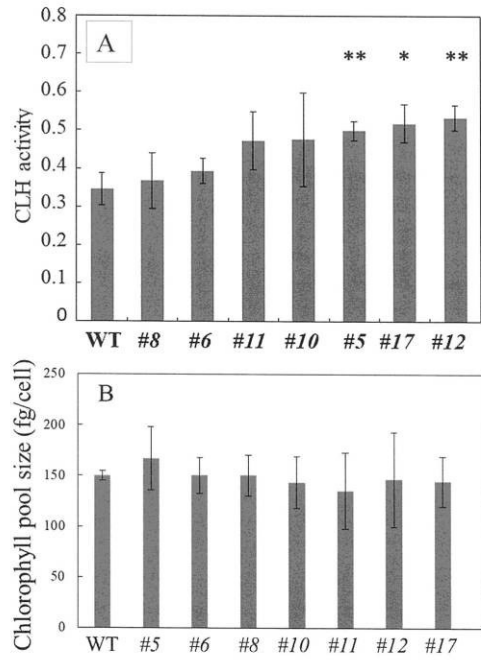 A
CLH activity
0.8
0.7
0.6
0.5
0.4
0.3
0.2
0.1
0
** * **
WT #8 #6 #11 #10 #5 #17 #12
B
Chlorophyll pool size (fg/cell)
250
200
150
100
50
0
WT #5 #6 #8 #10 #11 #12 #17